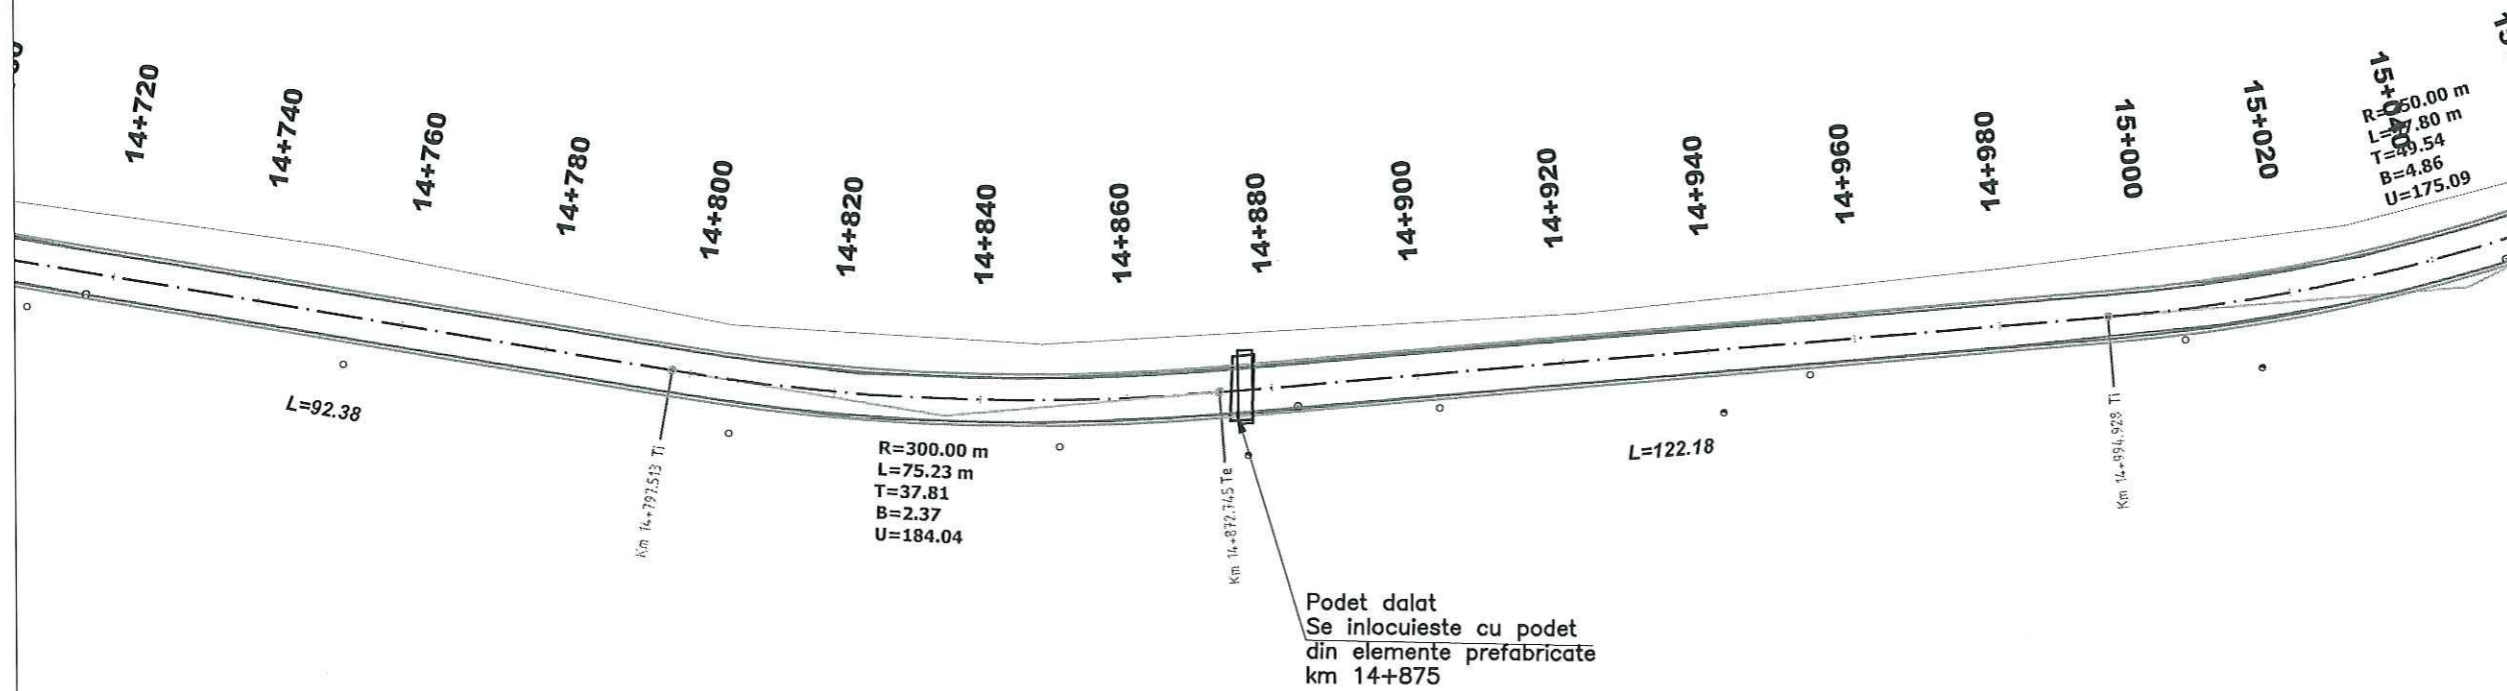 14+720
14+740
14+760
14+780
14+800
14+820
14+840
14+860
14+880
14+900
14+920
14+940
14+960
14+980
15+000
15+020
15+040
T=49.54
B=4.86
U=175.09
L=92.38
Km 14+797.513 Ti
R=300.00 m
L=75.23 m
T=37.81
B=2.37
U=184.04
Km 14+872.745 Te
L=122.18
Km 14+994.928 Ti
Podet dalat
Se inlocuieste cu podet
din elemente prefabricate
km 14+875